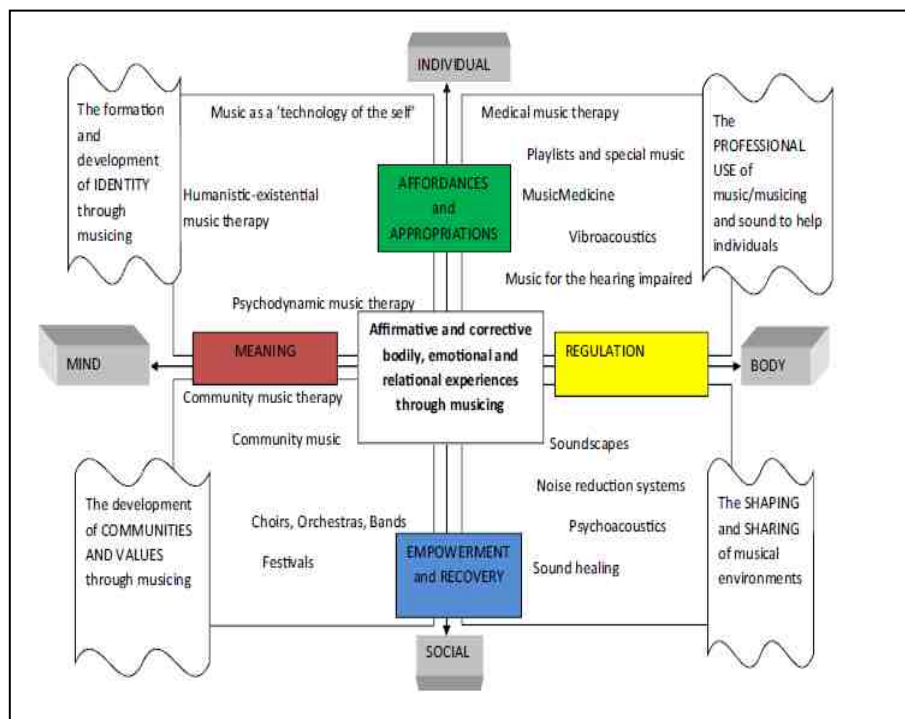 INDIVIDUAL
The formation
and
development
of IDENTITY
through
musicing
Music as a ‘technology of the self’
Humanistic-existential
music therapy
Psychodynamic music therapy
AFFORDANCES
and
APPROPRIATIONS
Medical music therapy
Playlists and special music
MusicMedicine
Vibroacoustics
Music for the hearing impaired
The
PROFESSIONAL
USE of
music/musicing
and sound to help
individuals
MIND
MEANING
Affirmative and corrective
bodily, emotional and
relational experiences
through musicing
REGULATION
BODY
Community music therapy
Community music
Choirs, Orchestras, Bands
Festivals
The development
of COMMUNITIES
AND VALUES
through musicing
EMPOWERMENT
and RECOVERY
Soundscapes
Noise reduction systems
Psychoacoustics
Sound healing
The SHAPING
and SHARING
of musical
environments
SOCIAL